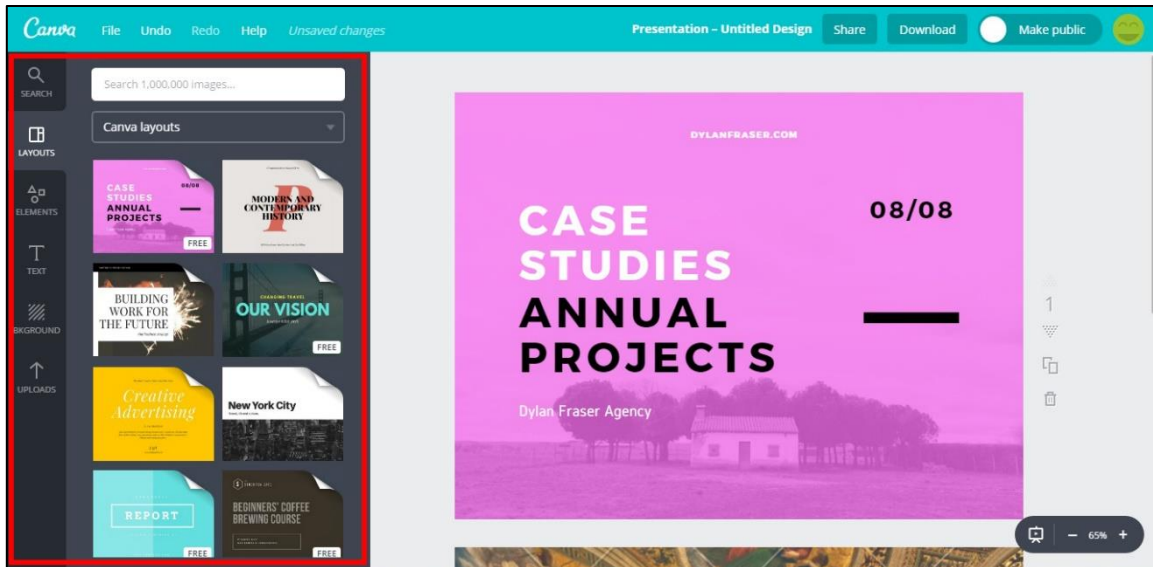 Canva
File Undo Redo Help Unsaved changes
Presentation – Untitled Design Share Download Make public
SEARCH
LAYOUTS
ELEMENTS
TEXT
BKGROUND
UPLOADS
Search 1,000,000 images...
Canva layouts
CASE
STUDIES
ANNUAL
PROJECTS
08/08
FREE
MODERN AND
CONTEMPORARY
HISTORY
BUILDING
WORK FOR
THE FUTURE
CHANGING TRAVEL
OUR VISION
FREE
Creative
Advertising
New York City
REPORT
FREE
BEGINNERS' COFFEE
BREWING COURSE
FREE
DYLANFRASER.COM
CASE
STUDIES
ANNUAL
PROJECTS
08/08
Dylan Fraser Agency
1
– 65% +